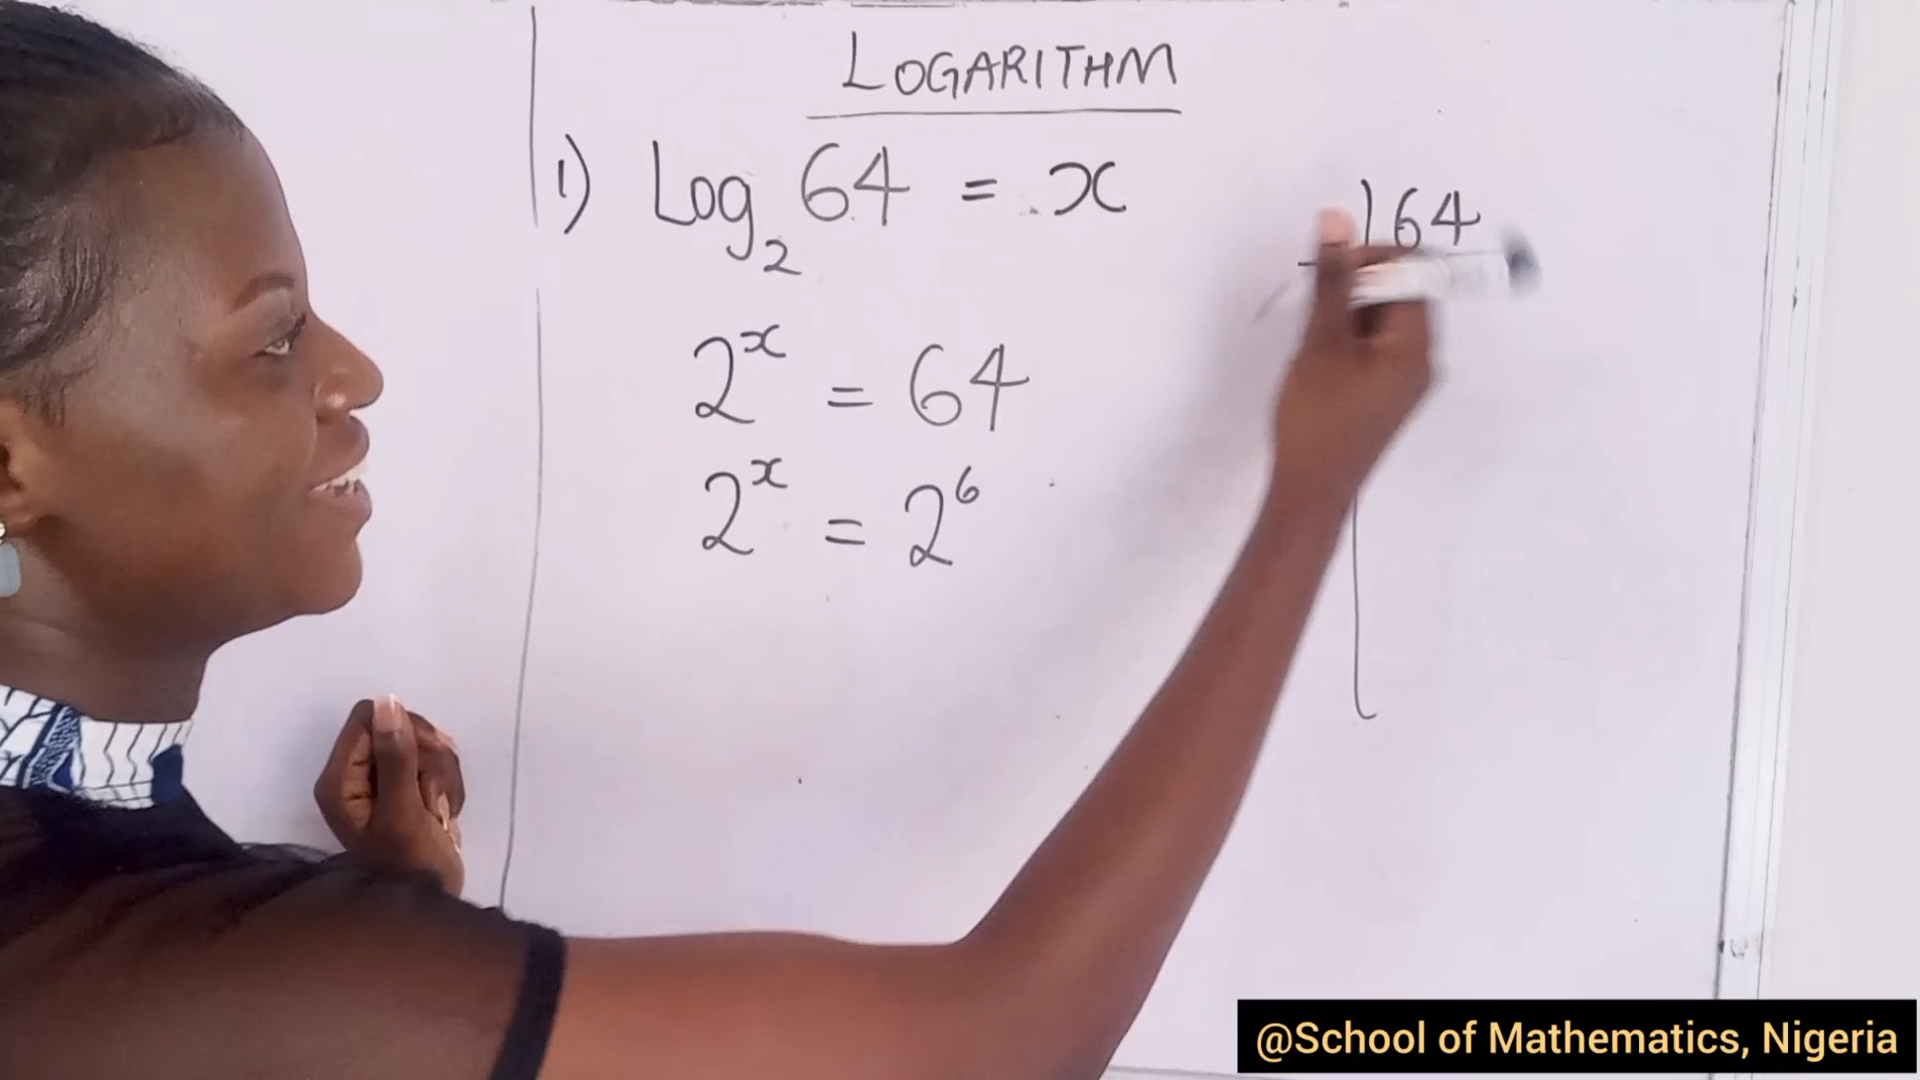 LOGARITHM
1) Log₂ 64 = x
64
2ˣ = 64
2ˣ = 2⁶
@School of Mathematics, Nigeria